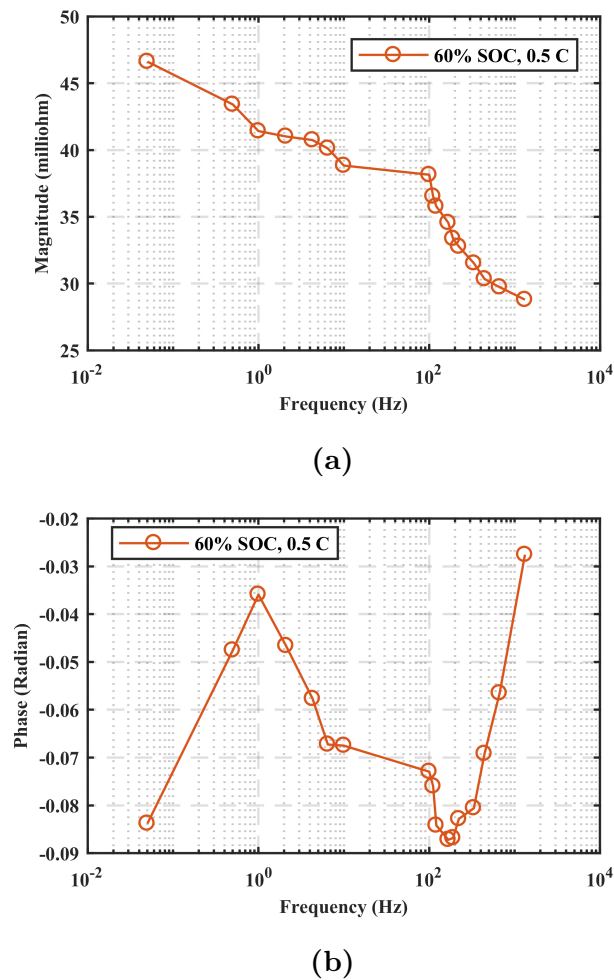 50
45
40
35
30
25
Magnitude (milliohm)
60% SOC, 0.5 C
10^-2
10^0
10^2
10^4
Frequency (Hz)
(a)
-0.02
-0.03
-0.04
-0.05
-0.06
-0.07
-0.08
-0.09
Phase (Radian)
60% SOC, 0.5 C
10^-2
10^0
10^2
10^4
Frequency (Hz)
(b)